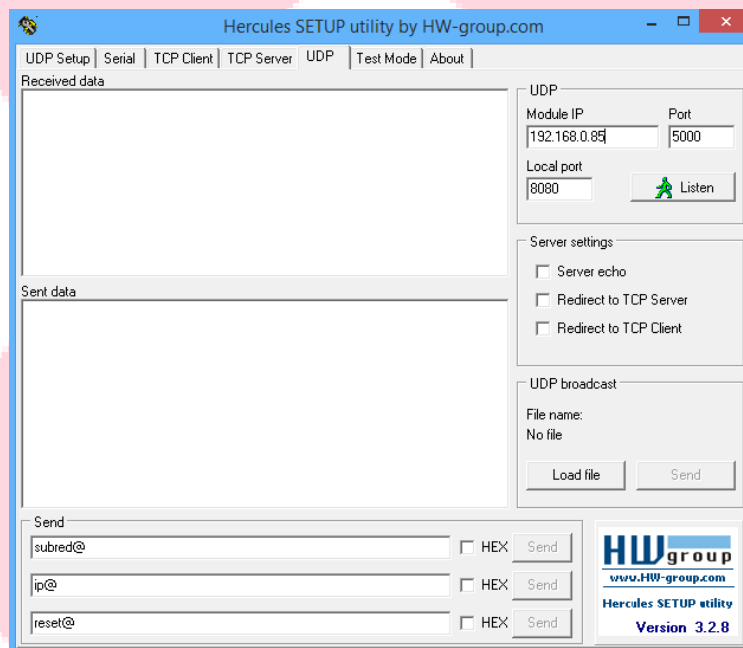 Hercules SETUP utility by HW-group.com
UDP Setup Serial TCP Client TCP Server UDP Test Mode About
Received data
UDP
Module IP Port
192.168.0.85 5000
Local port
8080 Listen
Server settings
Server echo
Redirect to TCP Server
Redirect to TCP Client
Sent data
UDP broadcast
File name:
No file
Load file Send
Send
subred@ HEX Send
ip@ HEX Send
reset@ HEX Send
HW group
www.HW-group.com
Hercules SETUP utility
Version 3.2.8